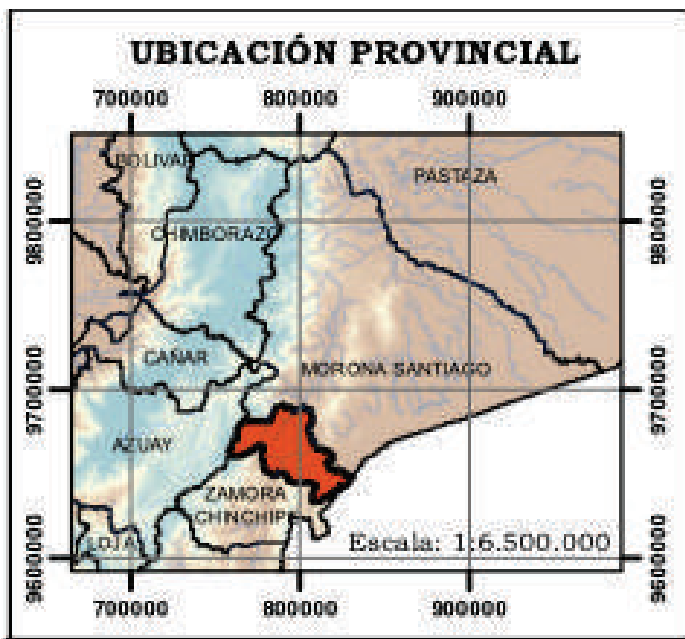 UBICACIÓN PROVINCIAL
700000 800000 900000
BOLIVAR
PASTAZA
9800000 9800000
CHIMBORAZO
CAÑAR
MORONA SANTIAGO
9700000 9700000
AZUAY
ZAMORA
CHINCHIPE
LOJA
Escala: 1:6.500.000
9600000 9600000
700000 800000 900000